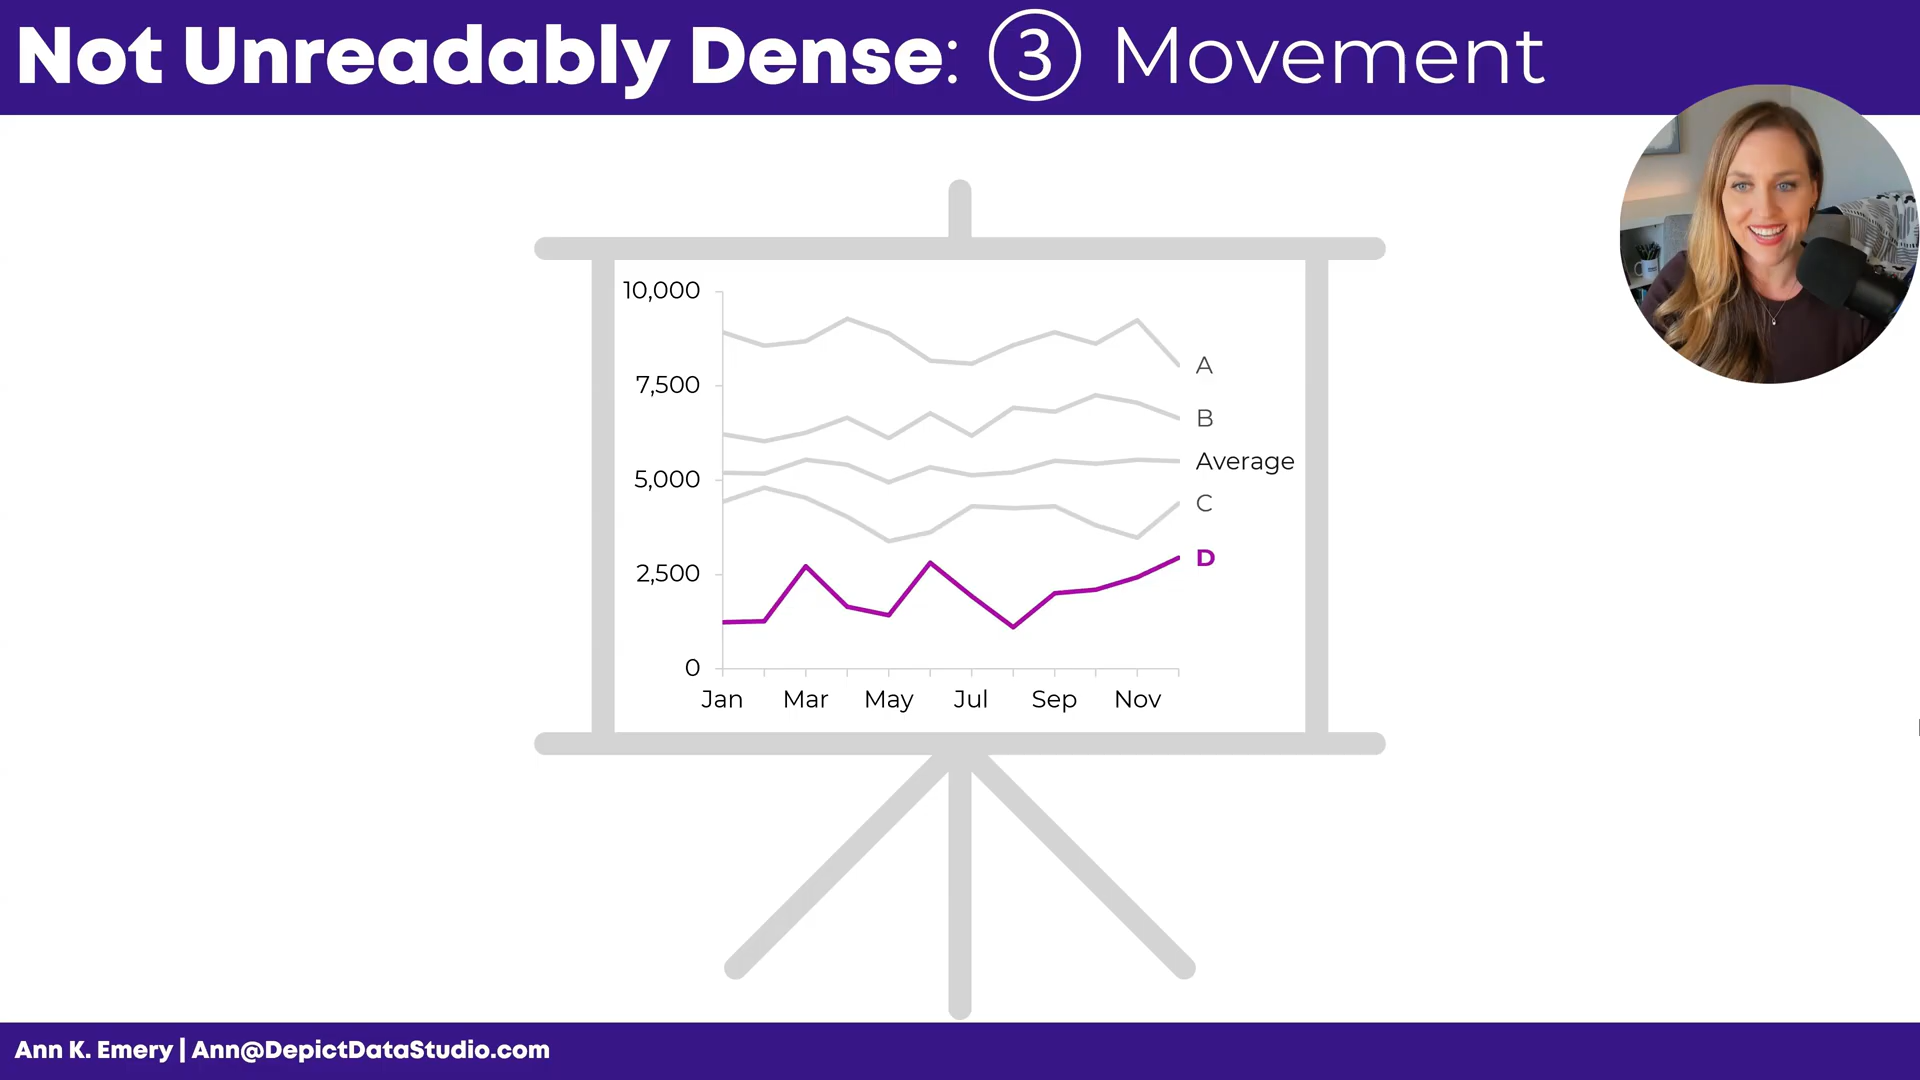 Not Unreadably Dense: 3 Movement
10,000
7,500
5,000
2,500
0
A
B
Average
C
D
Jan Mar May Jul Sep Nov
Ann K. Emery | Ann@DepictDataStudio.com